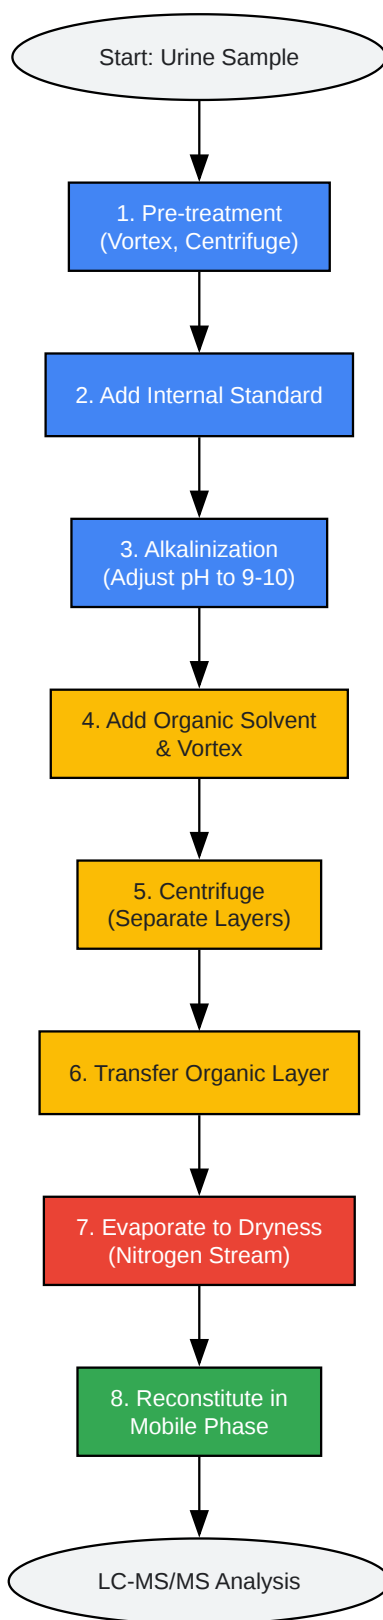 Start: Urine Sample
1. Pre-treatment
(Vortex, Centrifuge)
2. Add Internal Standard
3. Alkalinization
(Adjust pH to 9-10)
4. Add Organic Solvent
& Vortex
5. Centrifuge
(Separate Layers)
6. Transfer Organic Layer
7. Evaporate to Dryness
(Nitrogen Stream)
8. Reconstitute in
Mobile Phase
LC-MS/MS Analysis